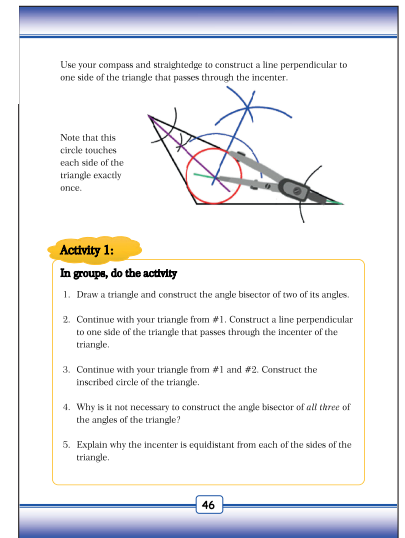 Use your compass and straightedge to construct a line perpendicular to
one side of the triangle that passes through the incenter.
Note that this
circle touches
each side of the
triangle exactly
once.
Activity 1:
In groups, do the activity
1. Draw a triangle and construct the angle bisector of two of its angles.
2. Continue with your triangle from #1. Construct a line perpendicular
to one side of the triangle that passes through the incenter of the
triangle.
3. Continue with your triangle from #1 and #2. Construct the
inscribed circle of the triangle.
4. Why is it not necessary to construct the angle bisector of all three of
the angles of the triangle?
5. Explain why the incenter is equidistant from each of the sides of the
triangle.
46